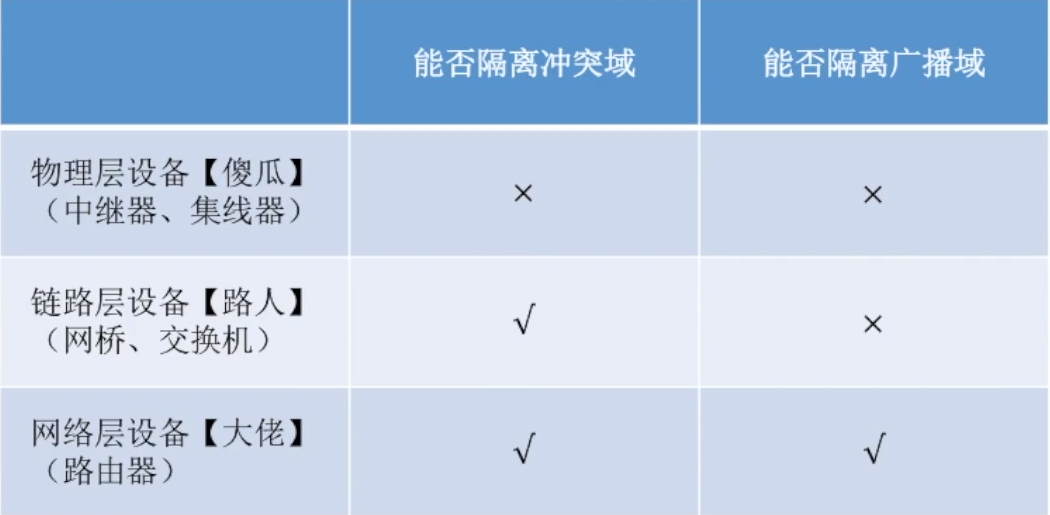 能否隔离冲突域
能否隔离广播域
物理层设备【傻瓜】
（中继器、集线器）
×
×
链路层设备【路人】
（网桥、交换机）
√
×
网络层设备【大佬】
（路由器）
√
√